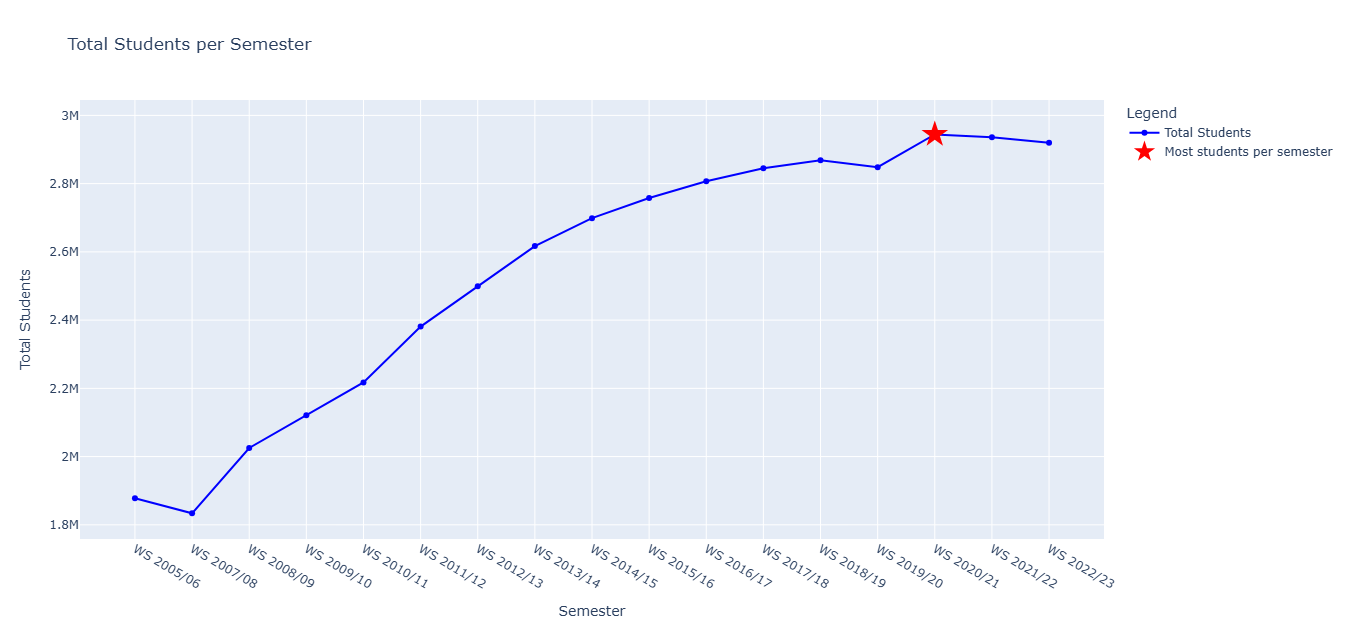 Total Students per Semester
Legend
Total Students
Most students per semester
3M
2.8M
2.6M
2.4M
2.2M
2M
1.8M
Total Students
WS 2005/06
WS 2007/08
WS 2008/09
WS 2009/10
WS 2010/11
WS 2011/12
WS 2012/13
WS 2013/14
WS 2014/15
WS 2015/16
WS 2016/17
WS 2017/18
WS 2018/19
WS 2019/20
WS 2020/21
WS 2021/22
WS 2022/23
Semester